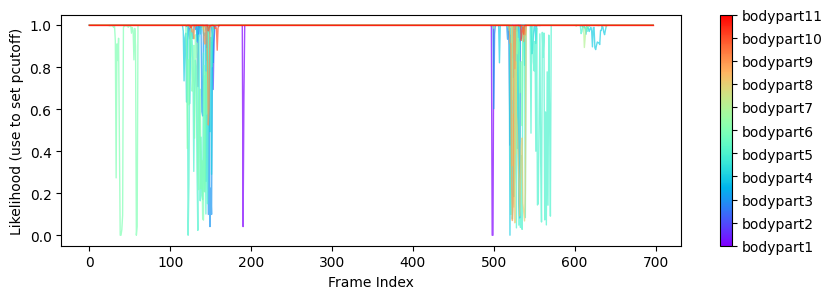 Likelihood (use to set pcutoff)
1.0
0.8
0.6
0.4
0.2
0.0
0
100
200
300
400
500
600
700
Frame Index
bodypart11
bodypart10
bodypart9
bodypart8
bodypart7
bodypart6
bodypart5
bodypart4
bodypart3
bodypart2
bodypart1